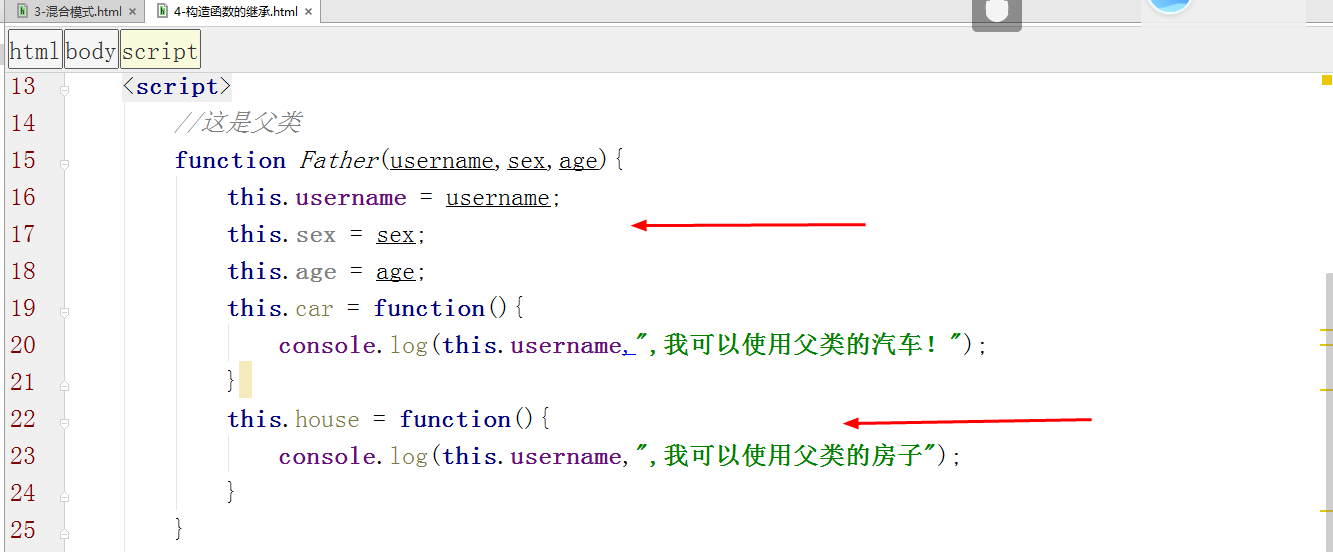 3-混合模式.html × 4-构造函数的继承.html ×
html body script
13 <script>
14 //这是父类
15 function Father(username,sex,age){
16 this.username = username;
17 this.sex = sex;
18 this.age = age;
19 this.car = function(){
20 console.log(this.username,",我可以使用父类的汽车！");
21 }
22 this.house = function(){
23 console.log(this.username,",我可以使用父类的房子");
24 }
25 }